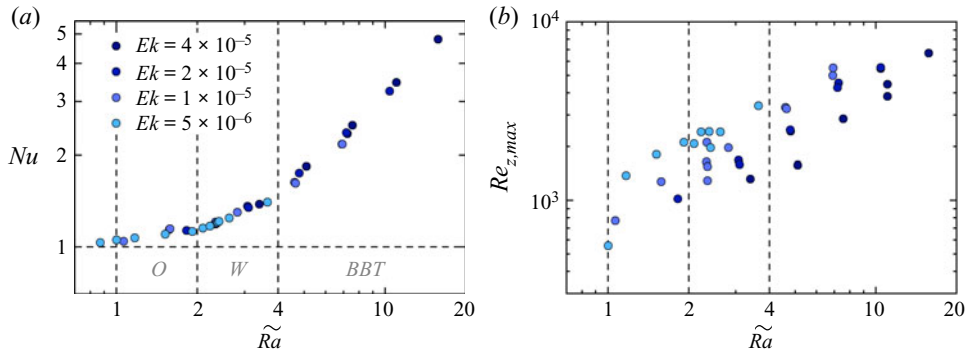 (a)
5
3
2
1
Nu
Ek = 4 × 10⁻⁵
Ek = 2 × 10⁻⁵
Ek = 1 × 10⁻⁵
Ek = 5 × 10⁻⁶
O W BBT
1 2 4 10 20
R̃a
(b)
10⁴
10³
Re_z,max
1 2 4 10 20
R̃a